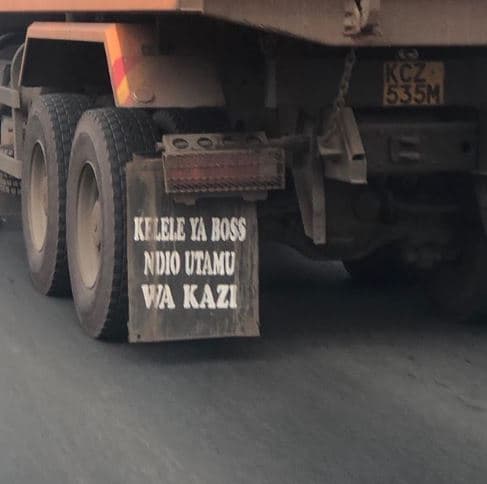 KCZ
535M
KELELE YA BOSS
NDIO UTAMU
WA KAZI